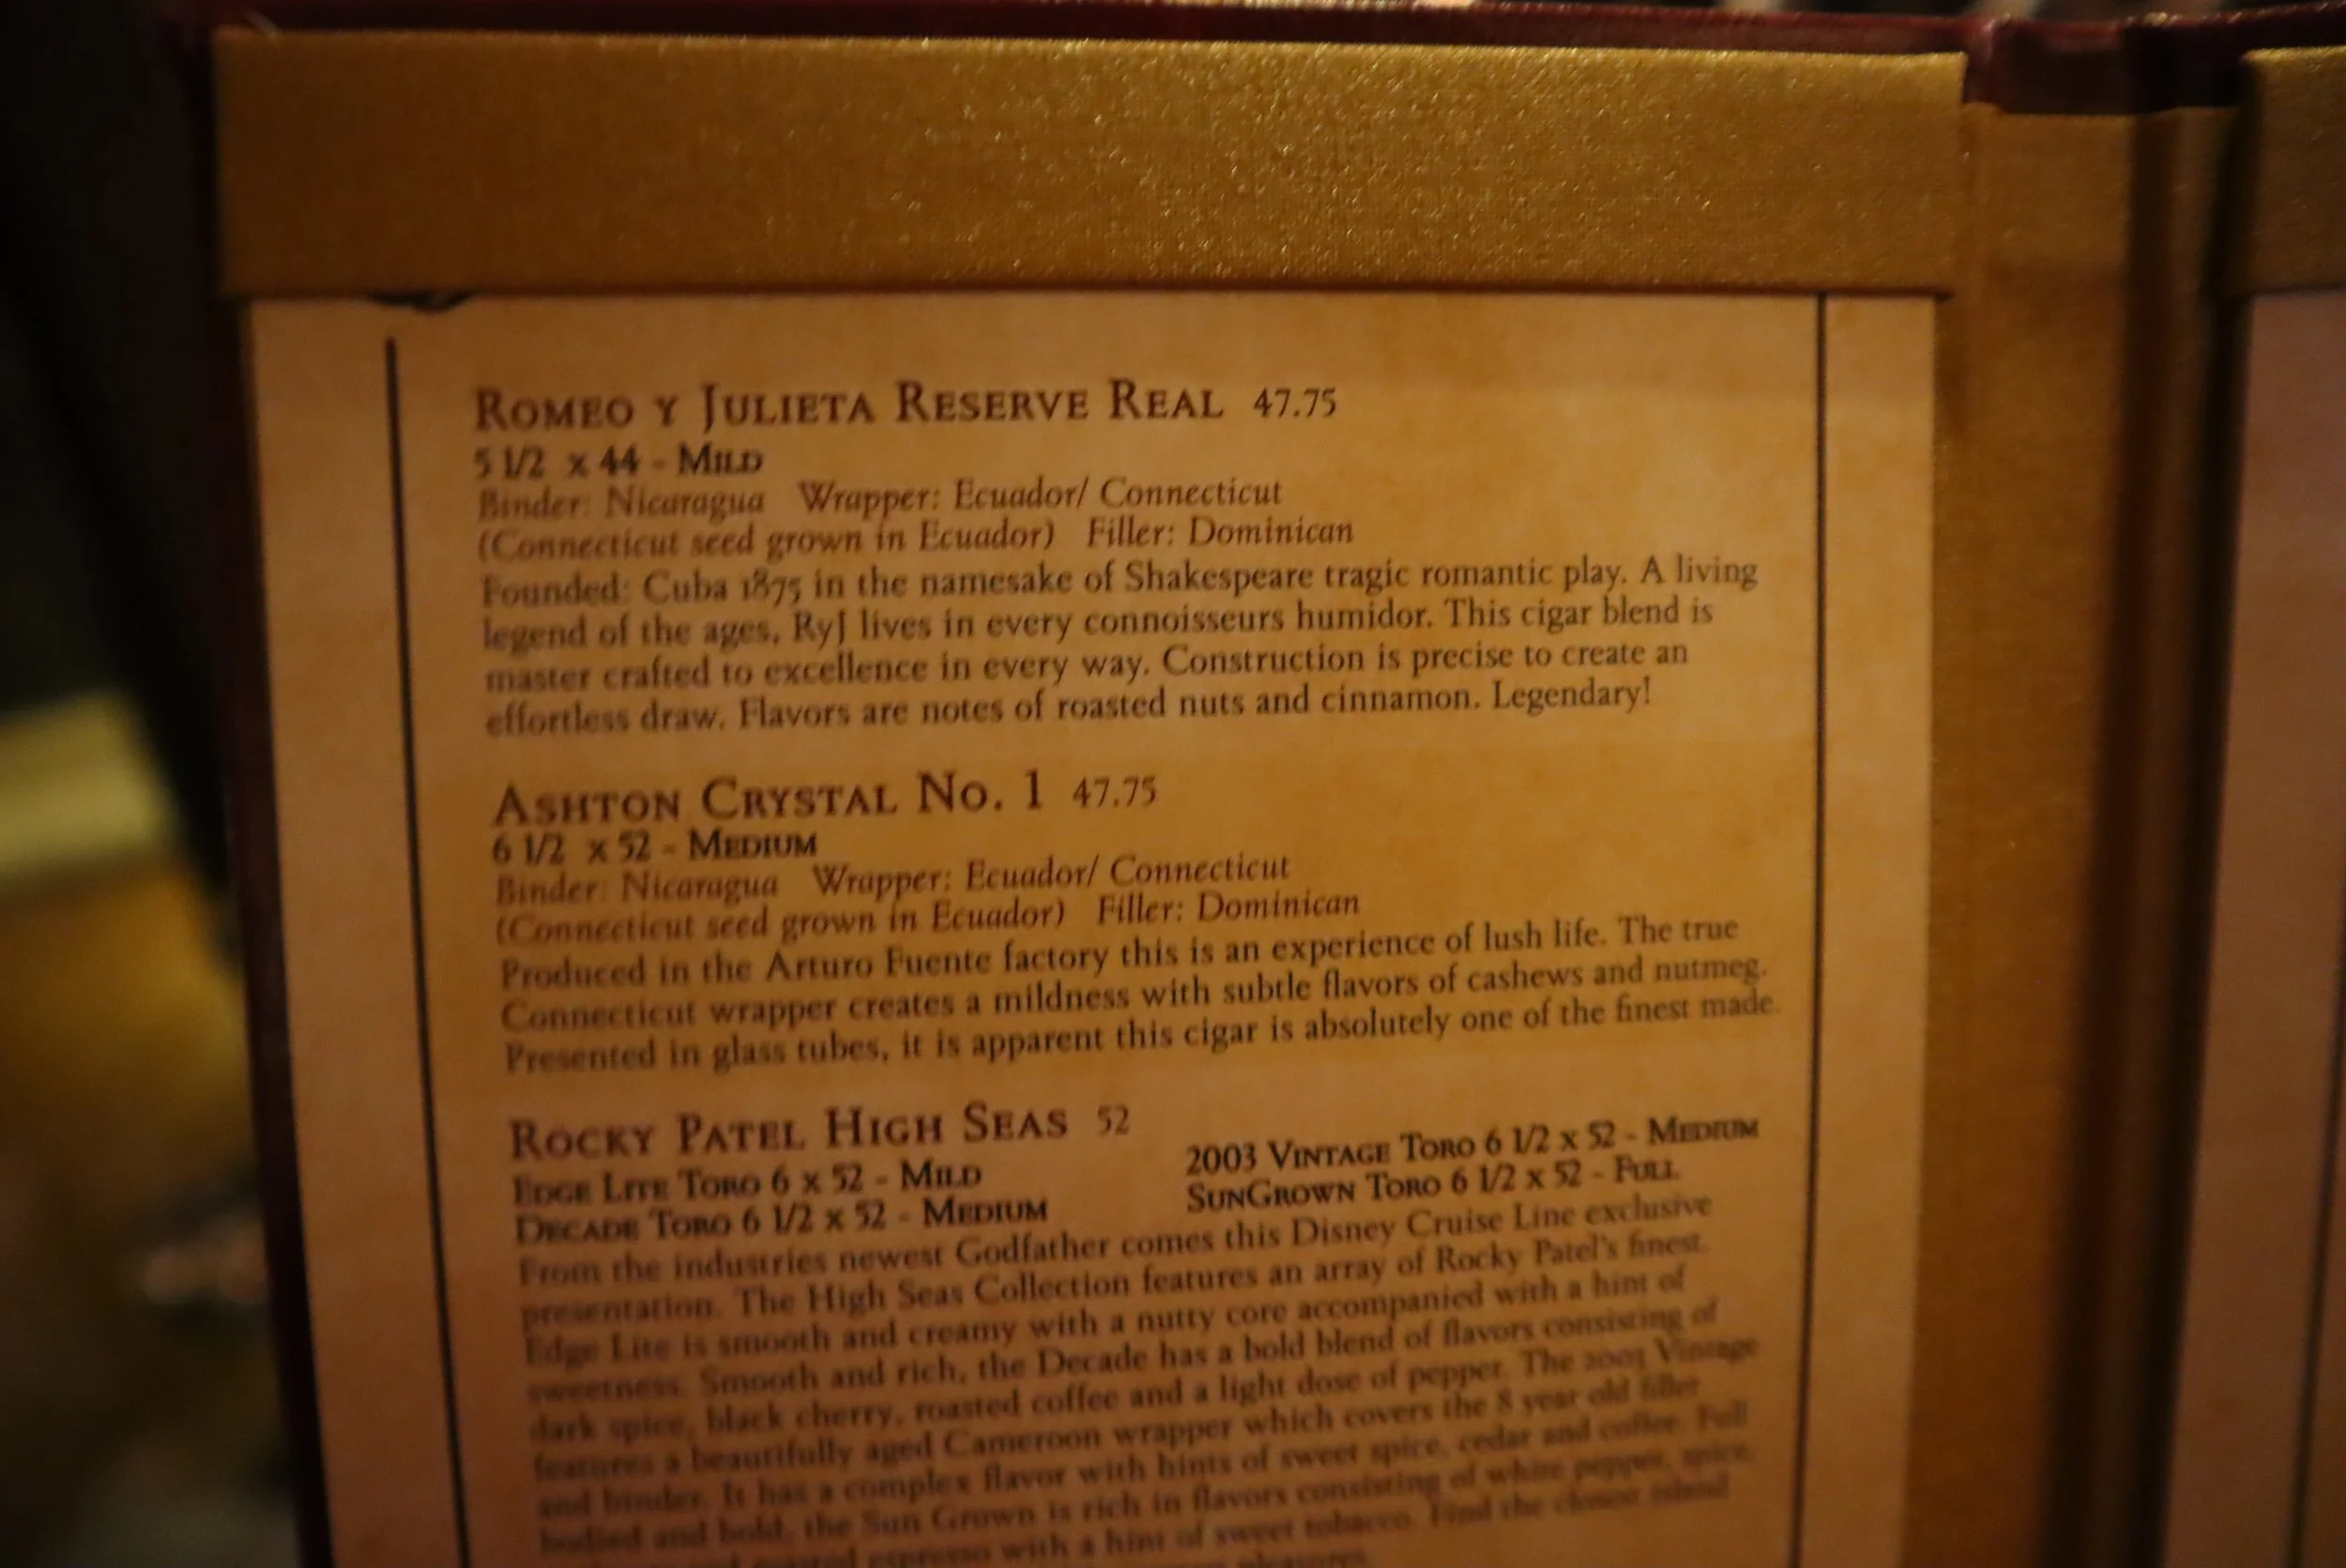 ROMEO Y JULIETA RESERVE REAL 47.75
5 1/2 x 44 - MILD
Binder: Nicaragua Wrapper: Ecuador/ Connecticut
(Connecticut seed grown in Ecuador) Filler: Dominican
Founded: Cuba 1875 in the namesake of Shakespeare tragic romantic play. A living
legend of the ages, RyJ lives in every connoisseurs humidor. This cigar blend is
master crafted to excellence in every way. Construction is precise to create an
effortless draw. Flavors are notes of roasted nuts and cinnamon. Legendary!
ASHTON CRYSTAL NO. 1 47.75
6 1/2 x 52 - MEDIUM
Binder: Nicaragua Wrapper: Ecuador/ Connecticut
(Connecticut seed grown in Ecuador) Filler: Dominican
Produced in the Arturo Fuente factory this is an experience of lush life. The true
Connecticut wrapper creates a mildness with subtle flavors of cashews and nutmeg.
Presented in glass tubes, it is apparent this cigar is absolutely one of the finest made.
ROCKY PATEL HIGH SEAS 52
EDGE LITE TORO 6 x 52 - MILD 2003 VINTAGE TORO 6 1/2 x 52 - MEDIUM
DECADE TORO 6 1/2 x 52 - MEDIUM SUNGROWN TORO 6 1/2 x 52 - FULL
From the industries newest Godfather comes this Disney Cruise Line exclusive
presentation. The High Seas Collection features an array of Rocky Patel's finest.
Edge Lite is smooth and creamy with a nutty core accompanied with a hint of
sweetness. Smooth and rich, the Decade has a bold blend of flavors consisting of
dark spice, black cherry, roasted coffee and a light dose of pepper. The 2003 Vintage
features a beautifully aged Cameroon wrapper which covers the 8 year old filler
and binder. It has a complex flavor with hints of sweet spice, cedar and coffee. Full
bodied and bold, the Sun Grown is rich in flavors consisting of white pepper, spice,
espresso with a hint of sweet tobacco. Find the closest island
pleasures.